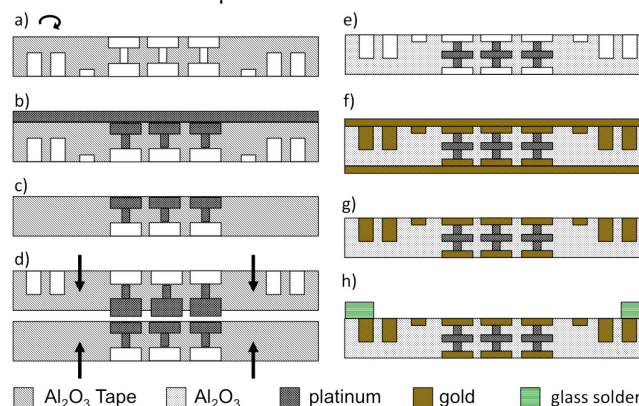 a)
b)
c)
d)
e)
f)
g)
h)
Al₂O₃ Tape
Al₂O₃
platinum
gold
glass solder